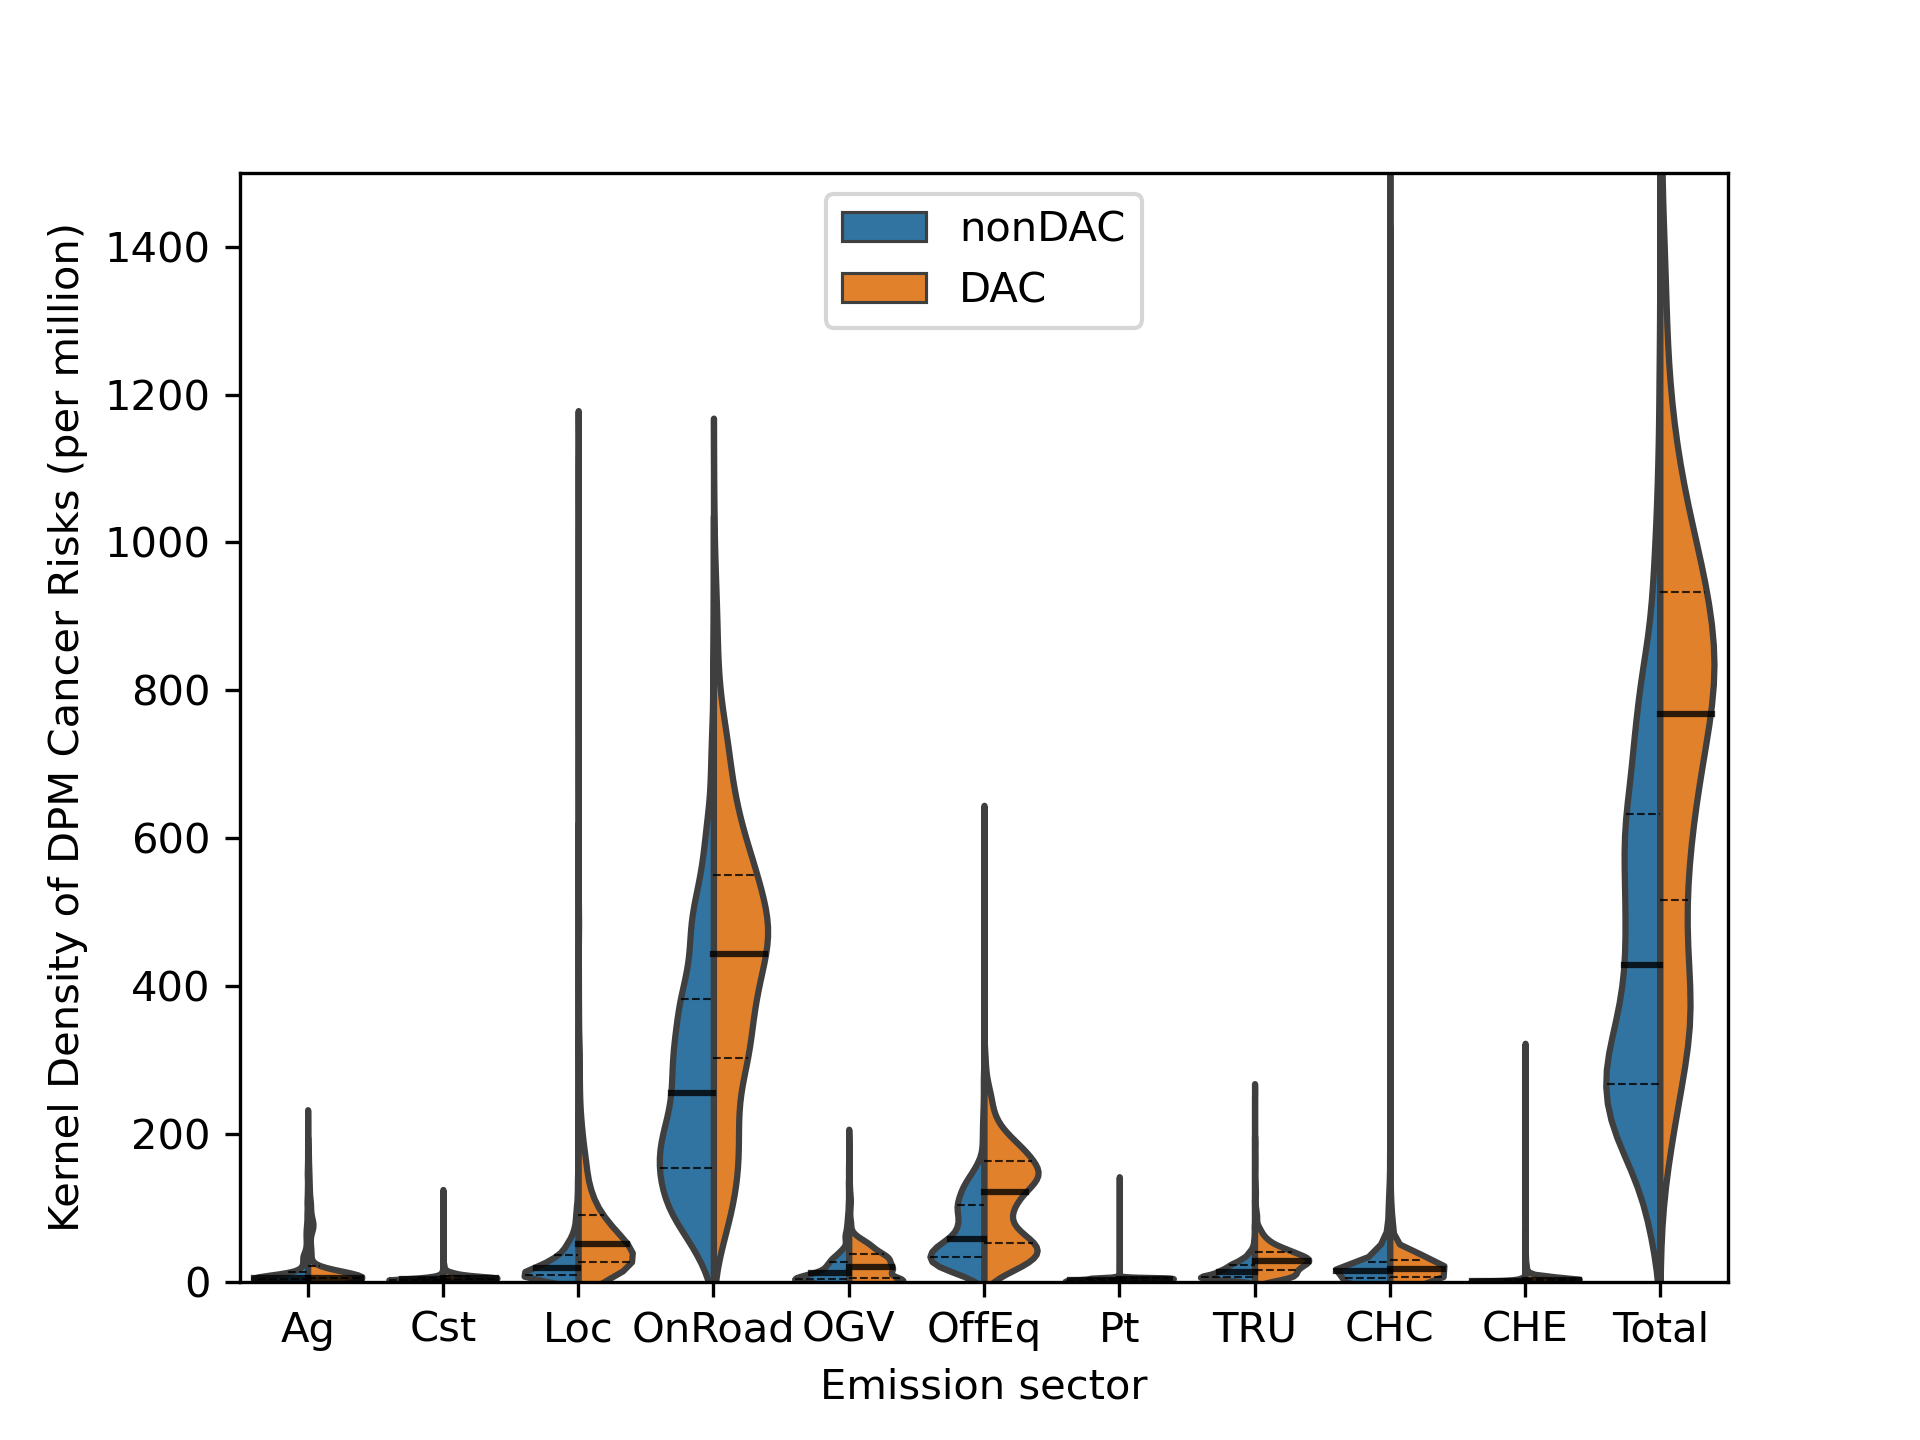 nonDAC
DAC
Kernel Density of DPM Cancer Risks (per million)
1400
1200
1000
800
600
400
200
0
Ag Cst Loc OnRoad OGV OffEq Pt TRU CHC CHE Total
Emission sector